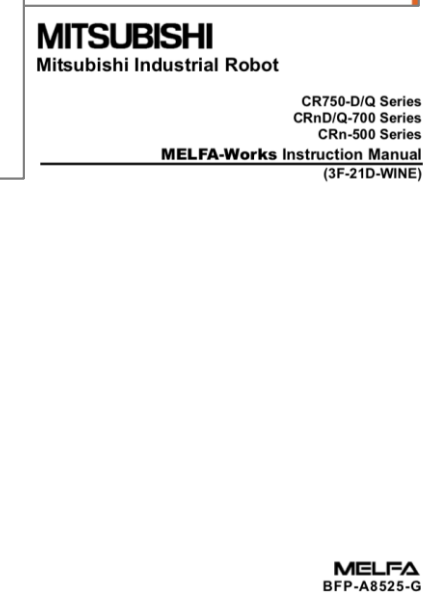 MITSUBISHI
Mitsubishi Industrial Robot
CR750-D/Q Series
CRnD/Q-700 Series
CRn-500 Series
MELFA-Works Instruction Manual
(3F-21D-WINE)
MELFA
BFP-A8525-G